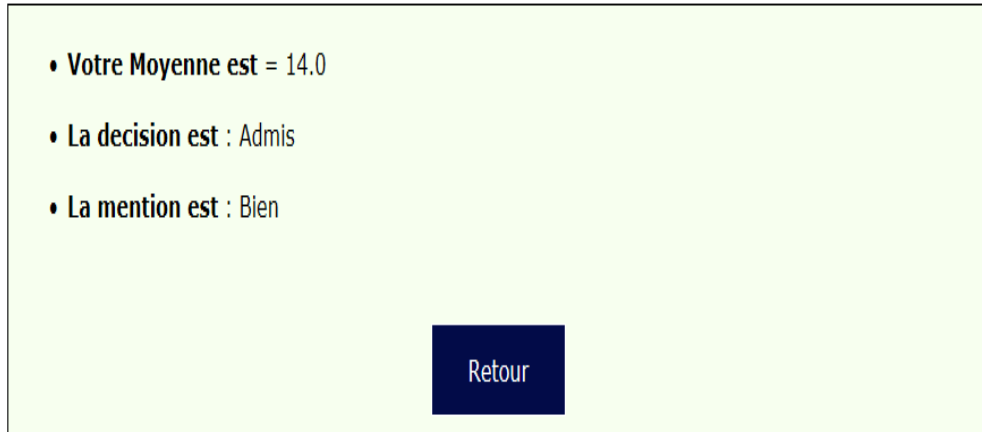 • Votre Moyenne est = 14.0
• La decision est : Admis
• La mention est : Bien
Retour